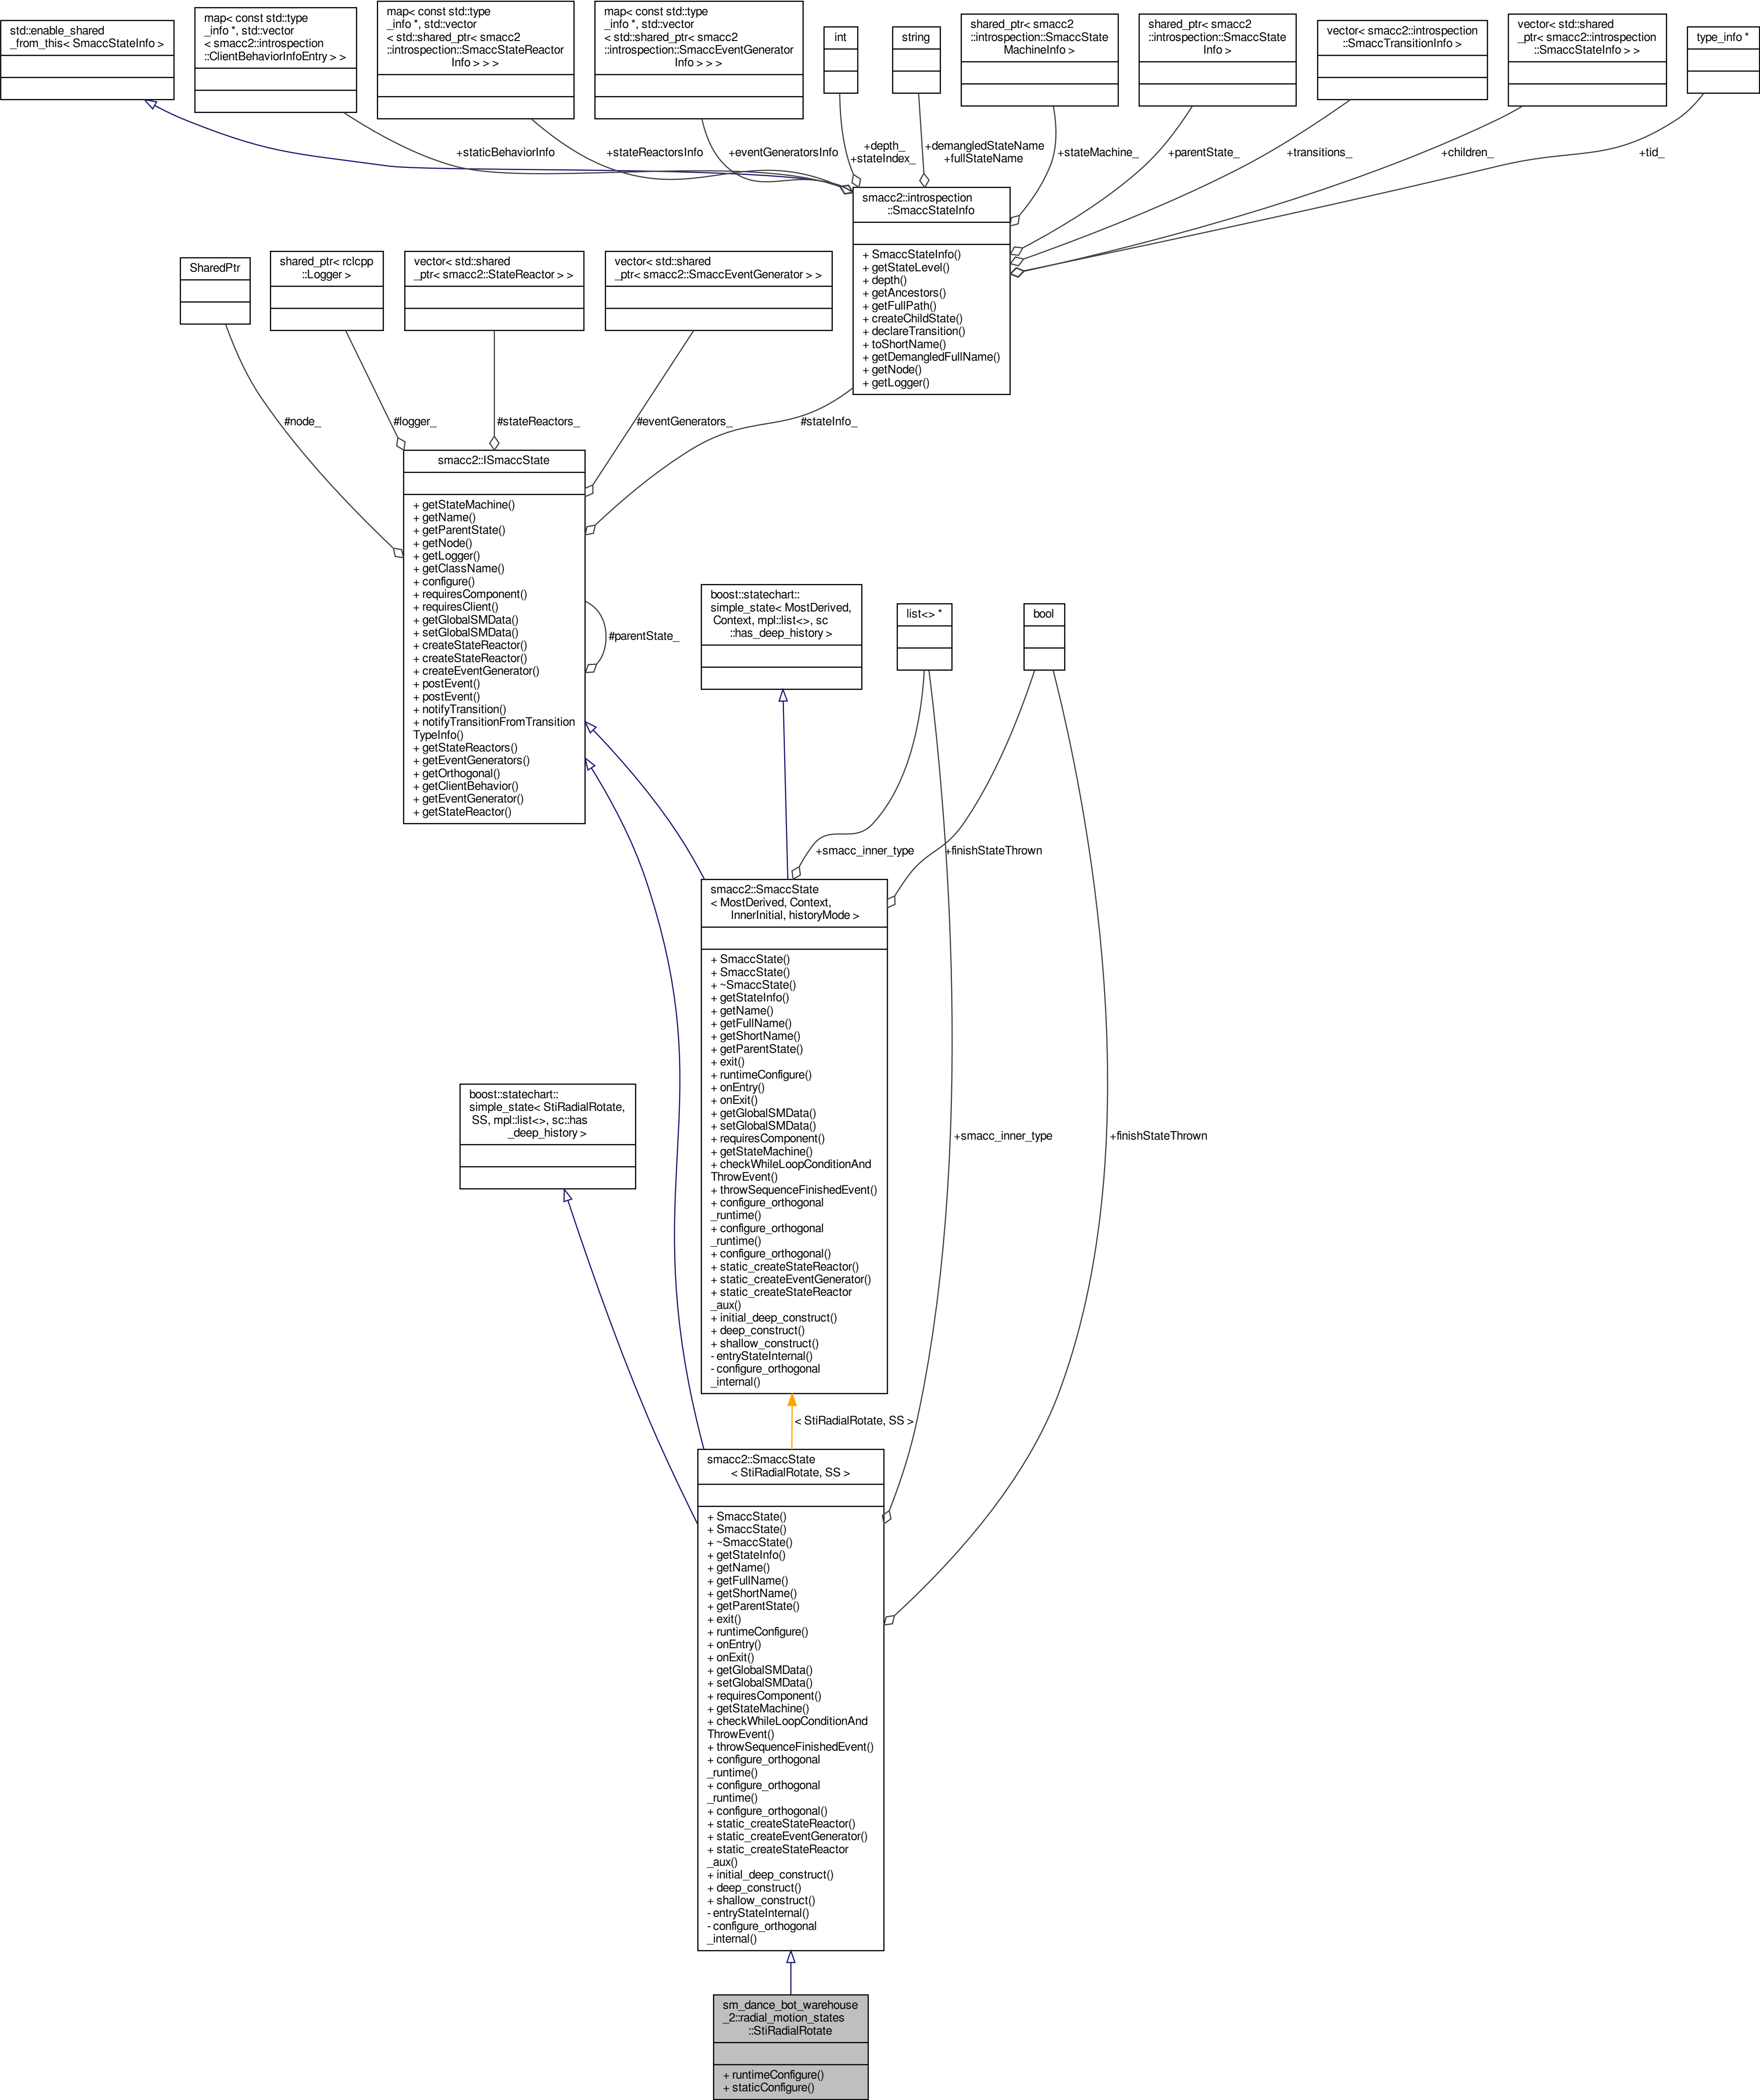 std::enable_shared
_from_this< SmaccStateInfo >
map< const std::type
_info *, std::vector
< smacc2::introspection
::ClientBehaviorInfoEntry > >
map< const std::type
_info *, std::vector
< std::shared_ptr< smacc2
::introspection::SmaccStateReactor
Info > > >
map< const std::type
_info *, std::vector
< std::shared_ptr< smacc2
::introspection::SmaccEventGenerator
Info > > >
int
string
shared_ptr< smacc2
::introspection::SmaccState
MachineInfo >
shared_ptr< smacc2
::introspection::SmaccState
Info >
vector< smacc2::introspection
::SmaccTransitionInfo >
vector< std::shared
_ptr< smacc2::introspection
::SmaccStateInfo > >
type_info *
+staticBehaviorInfo
+stateReactorsInfo
+eventGeneratorsInfo
+depth_
+stateIndex_
+demangledStateName
+fullStateName
+stateMachine_
+parentState_
+transitions_
+children_
+tid_
smacc2::introspection
::SmaccStateInfo
+ SmaccStateInfo()
+ getStateLevel()
+ depth()
+ getAncestors()
+ getFullPath()
+ createChildState()
+ declareTransition()
+ toShortName()
+ getDemangledFullName()
+ getNode()
+ getLogger()
SharedPtr
shared_ptr< rclcpp
::Logger >
vector< std::shared
_ptr< smacc2::StateReactor > >
vector< std::shared
_ptr< smacc2::SmaccEventGenerator > >
#node_
#logger_
#stateReactors_
#eventGenerators_
#stateInfo_
smacc2::ISmaccState
+ getStateMachine()
+ getName()
+ getParentState()
+ getNode()
+ getLogger()
+ getClassName()
+ configure()
+ requiresComponent()
+ requiresClient()
+ getGlobalSMData()
+ setGlobalSMData()
+ createStateReactor()
+ createStateReactor()
+ createEventGenerator()
+ postEvent()
+ postEvent()
+ notifyTransition()
+ notifyTransitionFromTransition
TypeInfo()
+ getStateReactors()
+ getEventGenerators()
+ getOrthogonal()
+ getClientBehavior()
+ getEventGenerator()
+ getStateReactor()
#parentState_
boost::statechart::
simple_state< MostDerived,
Context, mpl::list<>, sc
::has_deep_history >
list<> *
bool
+smacc_inner_type
+finishStateThrown
smacc2::SmaccState
< MostDerived, Context,
InnerInitial, historyMode >
+ SmaccState()
+ SmaccState()
+ ~SmaccState()
+ getStateInfo()
+ getName()
+ getFullName()
+ getShortName()
+ getParentState()
+ exit()
+ runtimeConfigure()
+ onEntry()
+ onExit()
+ getGlobalSMData()
+ setGlobalSMData()
+ requiresComponent()
+ getStateMachine()
+ checkWhileLoopConditionAnd
ThrowEvent()
+ throwSequenceFinishedEvent()
+ configure_orthogonal
_runtime()
+ configure_orthogonal
_runtime()
+ configure_orthogonal()
+ static_createStateReactor()
+ static_createEventGenerator()
+ static_createStateReactor
_aux()
+ initial_deep_construct()
+ deep_construct()
+ shallow_construct()
- entryStateInternal()
- configure_orthogonal
_internal()
boost::statechart::
simple_state< StiRadialRotate,
SS, mpl::list<>, sc::has
_deep_history >
+smacc_inner_type
+finishStateThrown
< StiRadialRotate, SS >
smacc2::SmaccState
< StiRadialRotate, SS >
+ SmaccState()
+ SmaccState()
+ ~SmaccState()
+ getStateInfo()
+ getName()
+ getFullName()
+ getShortName()
+ getParentState()
+ exit()
+ runtimeConfigure()
+ onEntry()
+ onExit()
+ getGlobalSMData()
+ setGlobalSMData()
+ requiresComponent()
+ getStateMachine()
+ checkWhileLoopConditionAnd
ThrowEvent()
+ throwSequenceFinishedEvent()
+ configure_orthogonal
_runtime()
+ configure_orthogonal
_runtime()
+ configure_orthogonal()
+ static_createStateReactor()
+ static_createEventGenerator()
+ static_createStateReactor
_aux()
+ initial_deep_construct()
+ deep_construct()
+ shallow_construct()
- entryStateInternal()
- configure_orthogonal
_internal()
sm_dance_bot_warehouse
_2::radial_motion_states
::StiRadialRotate
+ runtimeConfigure()
+ staticConfigure()